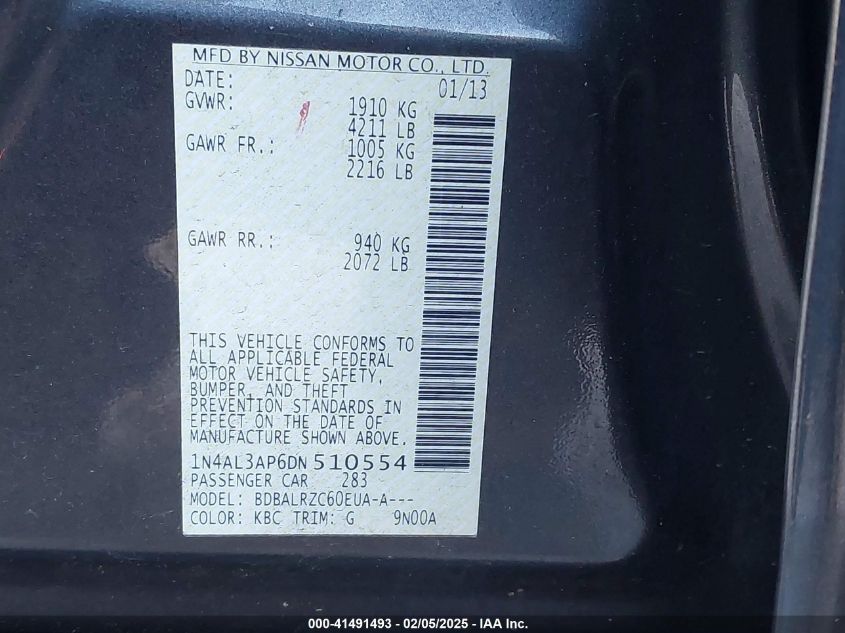 MFD BY NISSAN MOTOR CO., LTD.
DATE: 01/13
GVWR: 1910 KG
4211 LB
GAWR FR.: 1005 KG
2216 LB
GAWR RR.: 940 KG
2072 LB
THIS VEHICLE CONFORMS TO
ALL APPLICABLE FEDERAL
MOTOR VEHICLE SAFETY,
BUMPER, AND THEFT
PREVENTION STANDARDS IN
EFFECT ON THE DATE OF
MANUFACTURE SHOWN ABOVE.
1N4AL3AP6DN 510554
PASSENGER CAR 283
MODEL: BDBALRZC60EUA-A---
COLOR: KBC TRIM: G 9N00A
000-41491493 - 02/05/2025 - IAA Inc.